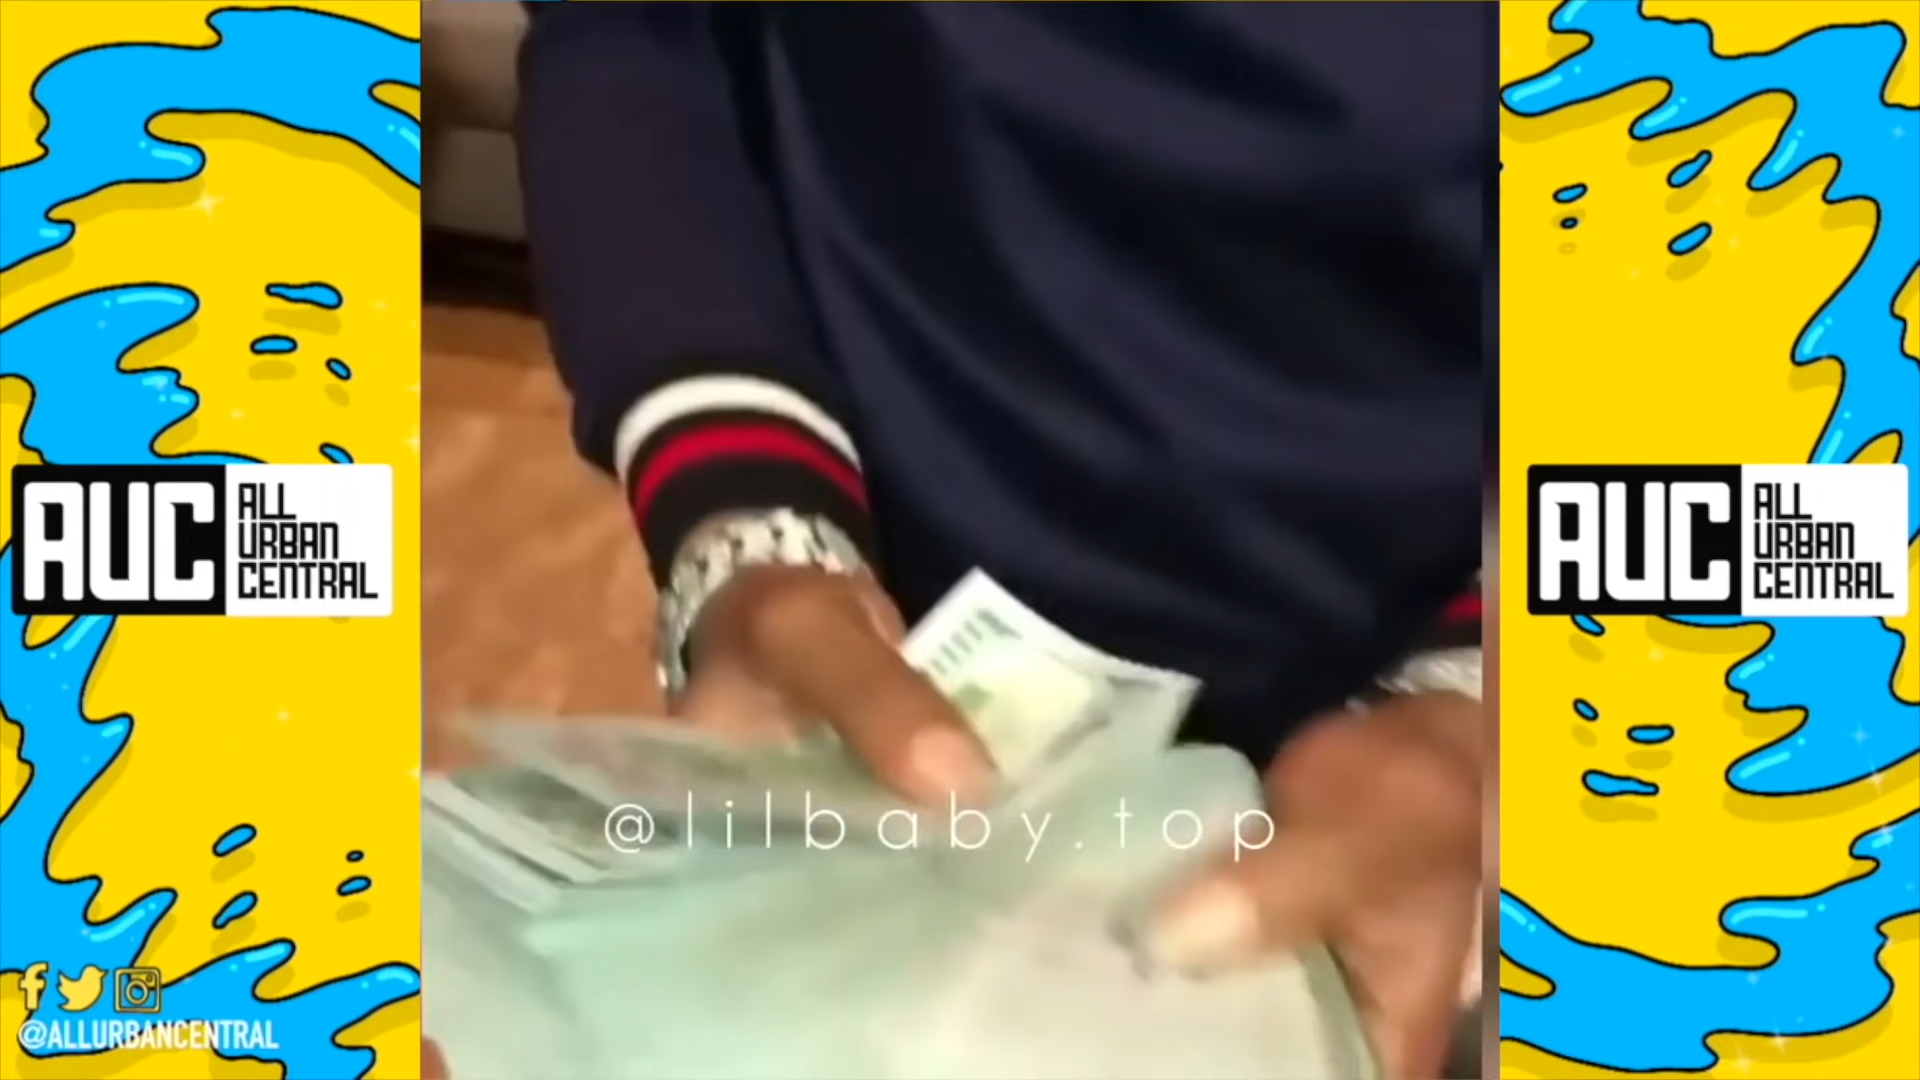 AUC
ALL
URBAN
CENTRAL
@lilbaby.top
AUC
ALL
URBAN
CENTRAL
@ALLURBANCENTRAL